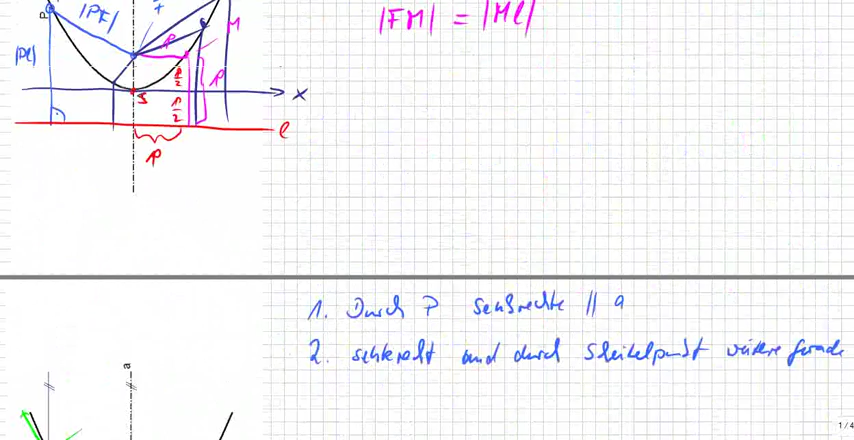 P
|PF|
F
M
|FM| = |Ml|
|Pl|
p
p/2
p
S
x
p/2
l
p
1. Durch P Senkrechte || a
2. senkrecht und durch Scheitelpunkt weitere Gerade
a
1 / 4